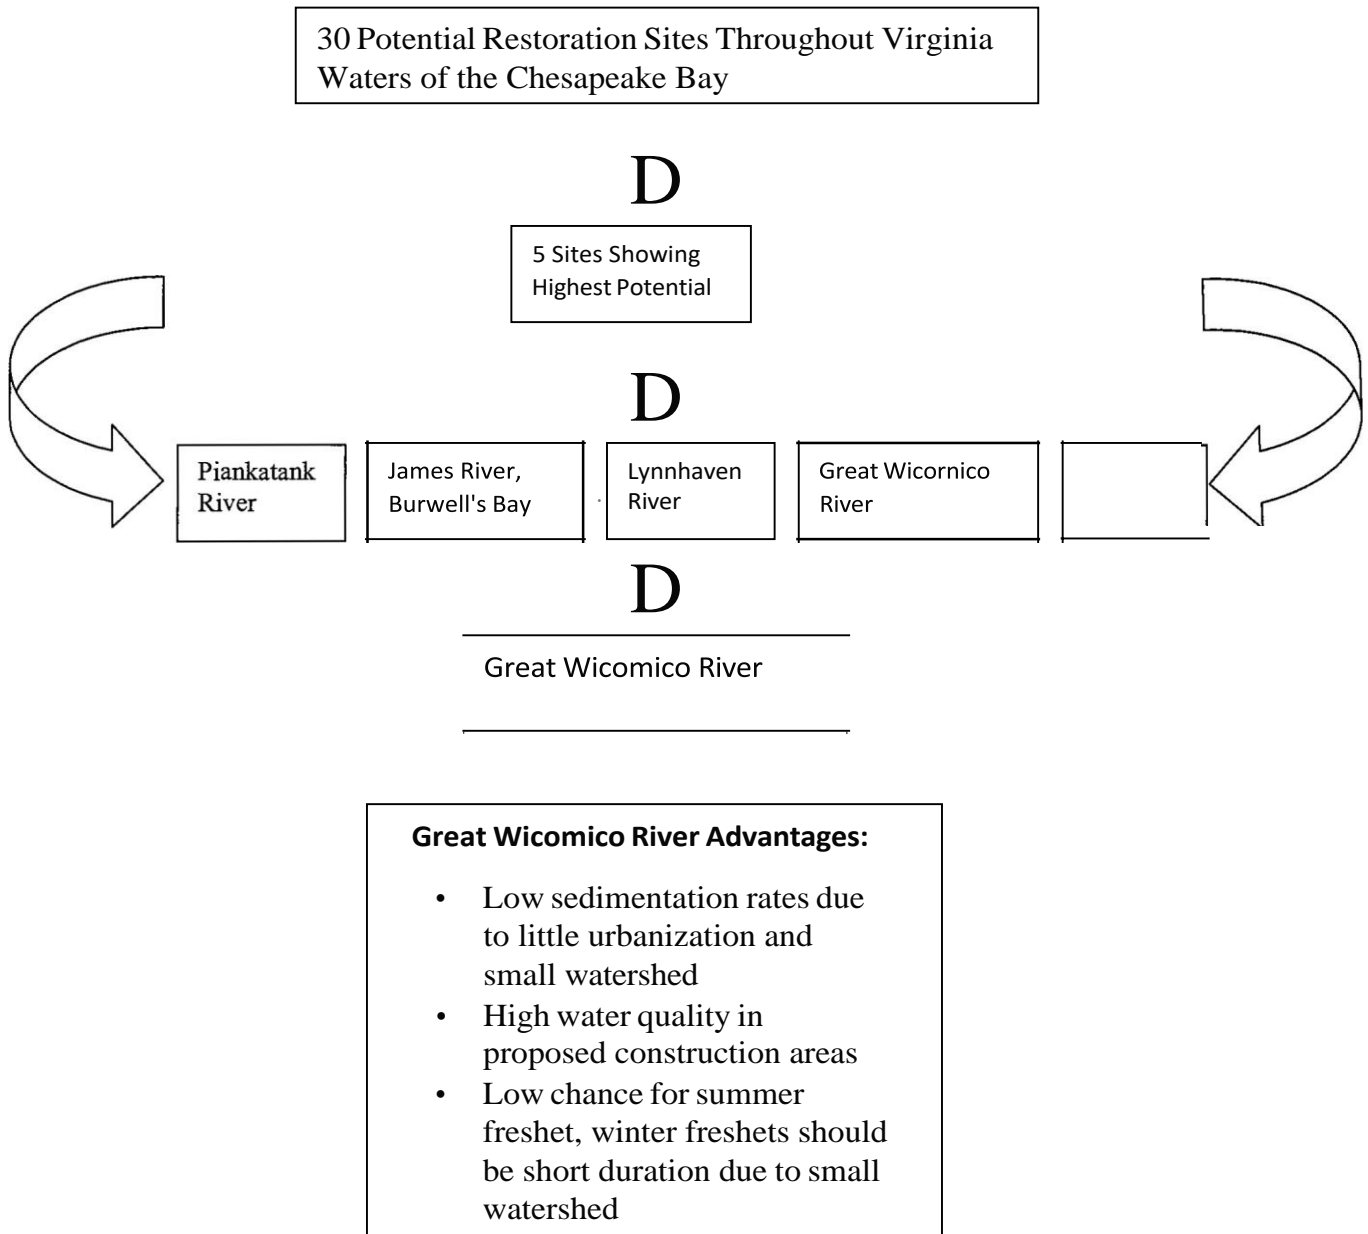 30 Potential Restoration Sites Throughout Virginia
Waters of the Chesapeake Bay
D
5 Sites Showing
Highest Potential
D
Piankatank
River
James River,
Burwell's Bay
Lynnhaven
River
Great Wicornico
River
D
Great Wicomico River
Great Wicomico River Advantages:
• Low sedimentation rates due
to little urbanization and
small watershed
• High water quality in
proposed construction areas
• Low chance for summer
freshet, winter freshets should
be short duration due to small
watershed